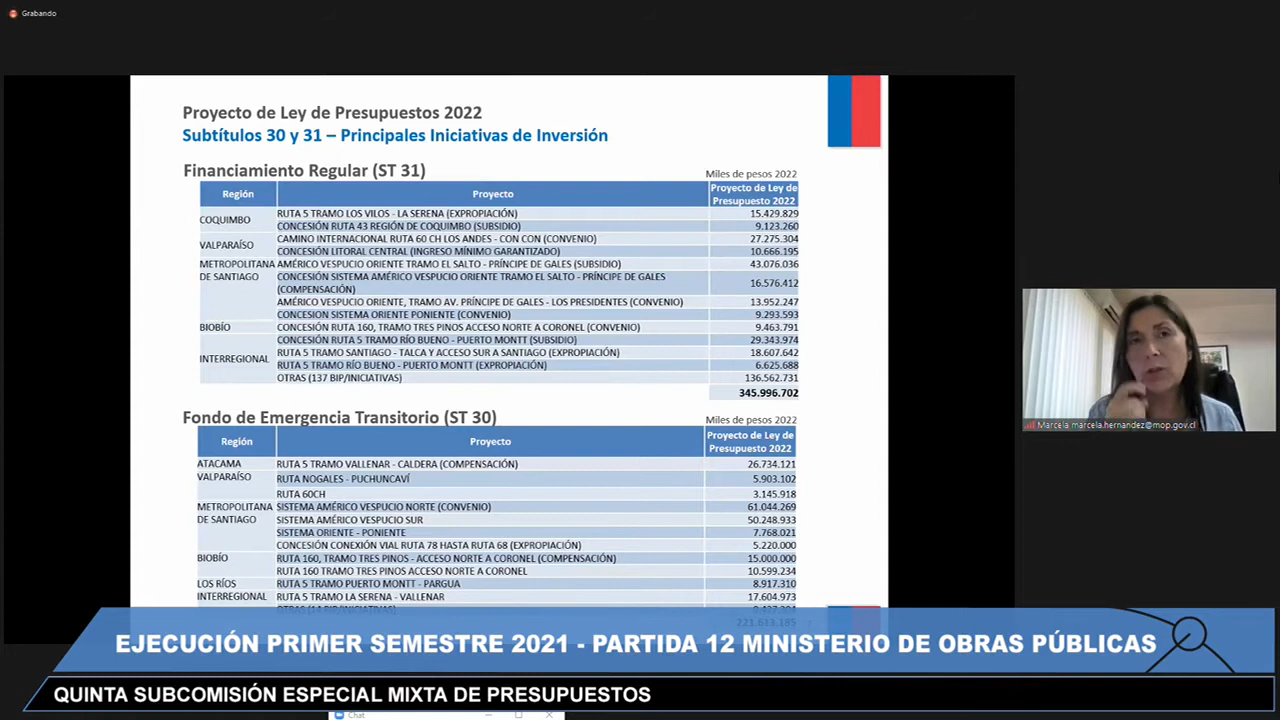 Grabando
Proyecto de Ley de Presupuestos 2022
Subtítulos 30 y 31 – Principales Iniciativas de Inversión
Financiamiento Regular (ST 31)
Miles de pesos 2022
Región Proyecto Proyecto de Ley de Presupuesto 2022
COQUIMBO RUTA 5 TRAMO LOS VILOS - LA SERENA (EXPROPIACIÓN) 15.429.829
CONCESIÓN RUTA 43 REGIÓN DE COQUIMBO (SUBSIDIO) 9.123.260
VALPARAÍSO CAMINO INTERNACIONAL RUTA 60 CH LOS ANDES - CON CON (CONVENIO) 27.275.304
CONCESIÓN LITORAL CENTRAL (INGRESO MÍNIMO GARANTIZADO) 10.666.195
METROPOLITANA AMÉRICO VESPUCIO ORIENTE TRAMO EL SALTO - PRÍNCIPE DE GALES (SUBSIDIO) 43.076.036
DE SANTIAGO CONCESIÓN SISTEMA AMÉRICO VESPUCIO ORIENTE TRAMO EL SALTO - PRÍNCIPE DE GALES
(COMPENSACIÓN) 16.576.412
AMÉRICO VESPUCIO ORIENTE, TRAMO AV. PRÍNCIPE DE GALES - LOS PRESIDENTES (CONVENIO) 13.952.247
CONCESION SISTEMA ORIENTE PONIENTE (CONVENIO) 9.293.593
BIOBÍO CONCESIÓN RUTA 160, TRAMO TRES PINOS ACCESO NORTE A CORONEL (CONVENIO) 9.463.791
CONCESIÓN RUTA 5 TRAMO RÍO BUENO - PUERTO MONTT (SUBSIDIO) 29.343.974
INTERREGIONAL RUTA 5 TRAMO SANTIAGO - TALCA Y ACCESO SUR A SANTIAGO (EXPROPIACIÓN) 18.607.642
RUTA 5 TRAMO RÍO BUENO - PUERTO MONTT (EXPROPIACIÓN) 6.625.688
OTRAS (137 BIP/INICIATIVAS) 136.562.731
345.996.702
Fondo de Emergencia Transitorio (ST 30)
Miles de pesos 2022
Región Proyecto Proyecto de Ley de Presupuesto 2022
ATACAMA RUTA 5 TRAMO VALLENAR - CALDERA (COMPENSACIÓN) 26.734.121
VALPARAÍSO RUTA NOGALES - PUCHUNCAVÍ 5.903.102
RUTA 60CH 3.145.918
METROPOLITANA SISTEMA AMÉRICO VESPUCIO NORTE (CONVENIO) 61.044.269
DE SANTIAGO SISTEMA AMÉRICO VESPUCIO SUR 50.248.933
SISTEMA ORIENTE - PONIENTE 7.768.021
CONCESIÓN CONEXIÓN VIAL RUTA 78 HASTA RUTA 68 (EXPROPIACIÓN) 5.220.000
BIOBÍO RUTA 160, TRAMO TRES PINOS - ACCESO NORTE A CORONEL (COMPENSACIÓN) 15.000.000
RUTA 160 TRAMO TRES PINOS ACCESO NORTE A CORONEL 10.599.234
LOS RÍOS RUTA 5 TRAMO PUERTO MONTT - PARGUA 8.917.310
INTERREGIONAL RUTA 5 TRAMO LA SERENA - VALLENAR 17.604.973
221.613.185
Marcela marcela.hernandez@mop.gov.cl
EJECUCIÓN PRIMER SEMESTRE 2021 - PARTIDA 12 MINISTERIO DE OBRAS PÚBLICAS
QUINTA SUBCOMISIÓN ESPECIAL MIXTA DE PRESUPUESTOS
Chat